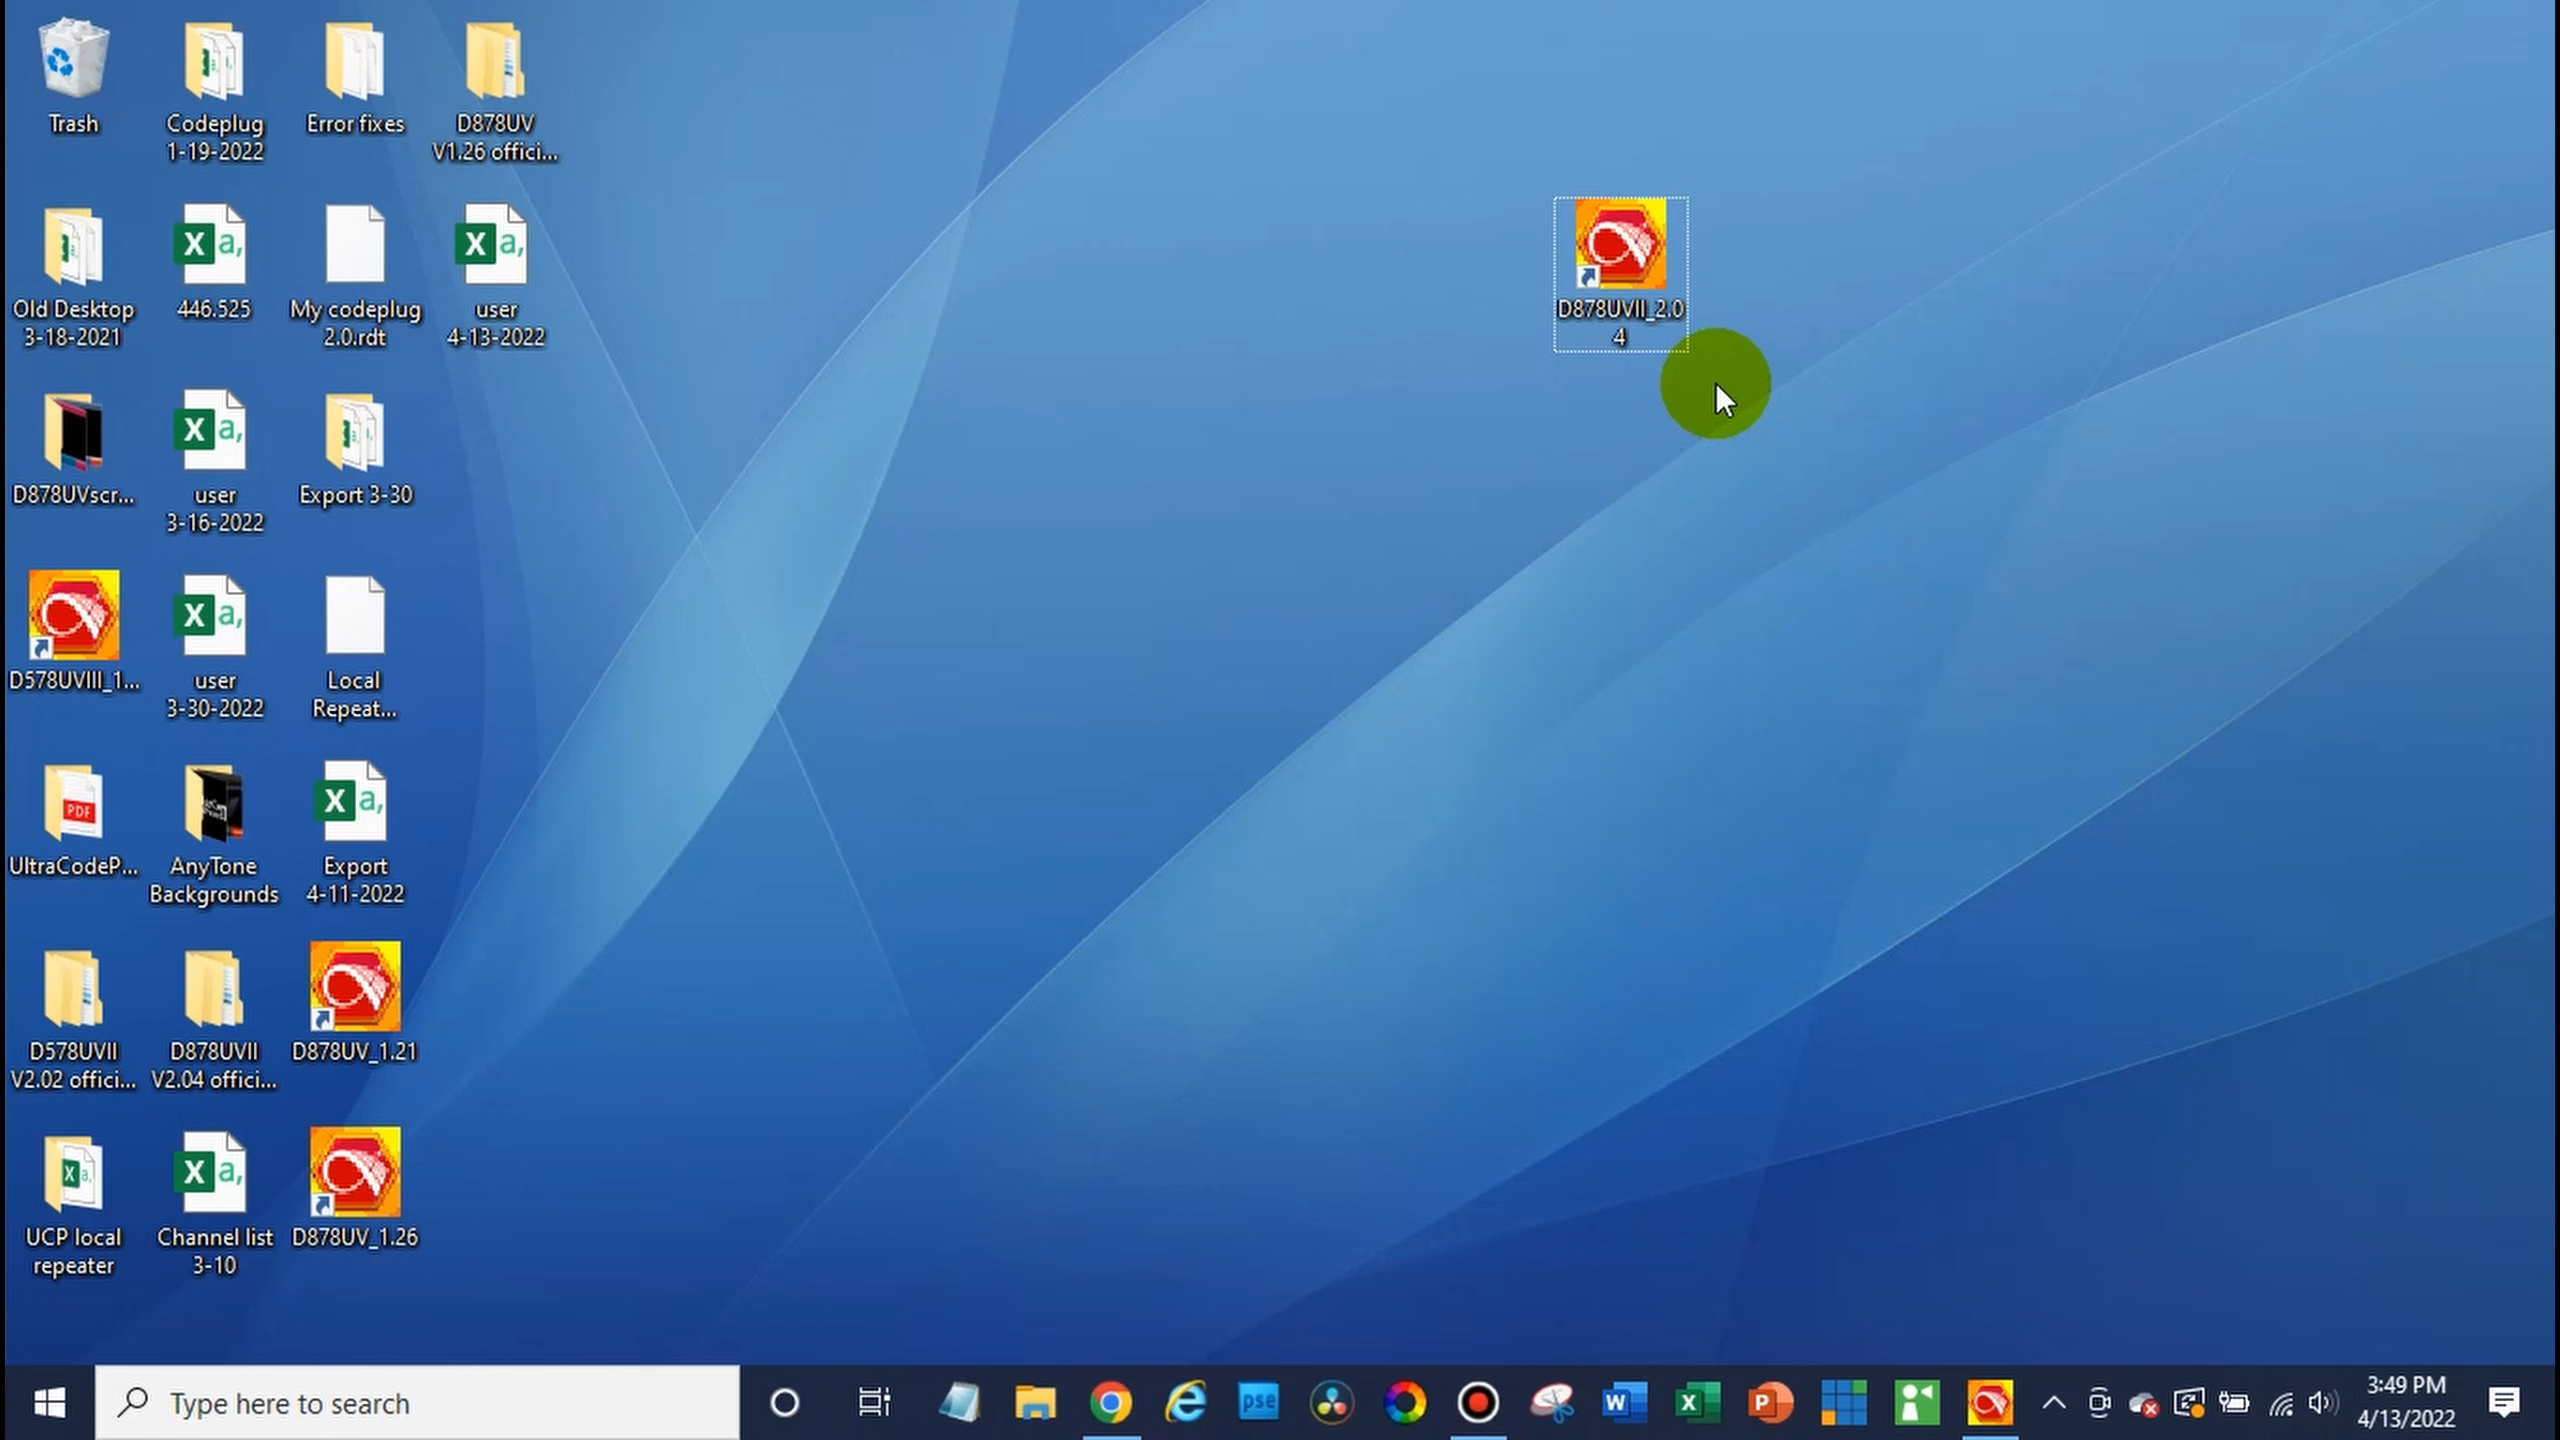 Trash
Codeplug
1-19-2022
Error fixes
D878UV
V1.26 offici...
Old Desktop
3-18-2021
446.525
My codeplug
2.0.rdt
user
4-13-2022
D878UVII_2.0
4
D878UVscr...
user
3-16-2022
Export 3-30
D578UVIII_1...
user
3-30-2022
Local
Repeat...
UltraCodeP...
AnyTone
Backgrounds
Export
4-11-2022
D578UVII
V2.02 offici...
D878UVII
V2.04 offici...
D878UV_1.21
UCP local
repeater
Channel list
3-10
D878UV_1.26
Type here to search
pse
3:49 PM
4/13/2022